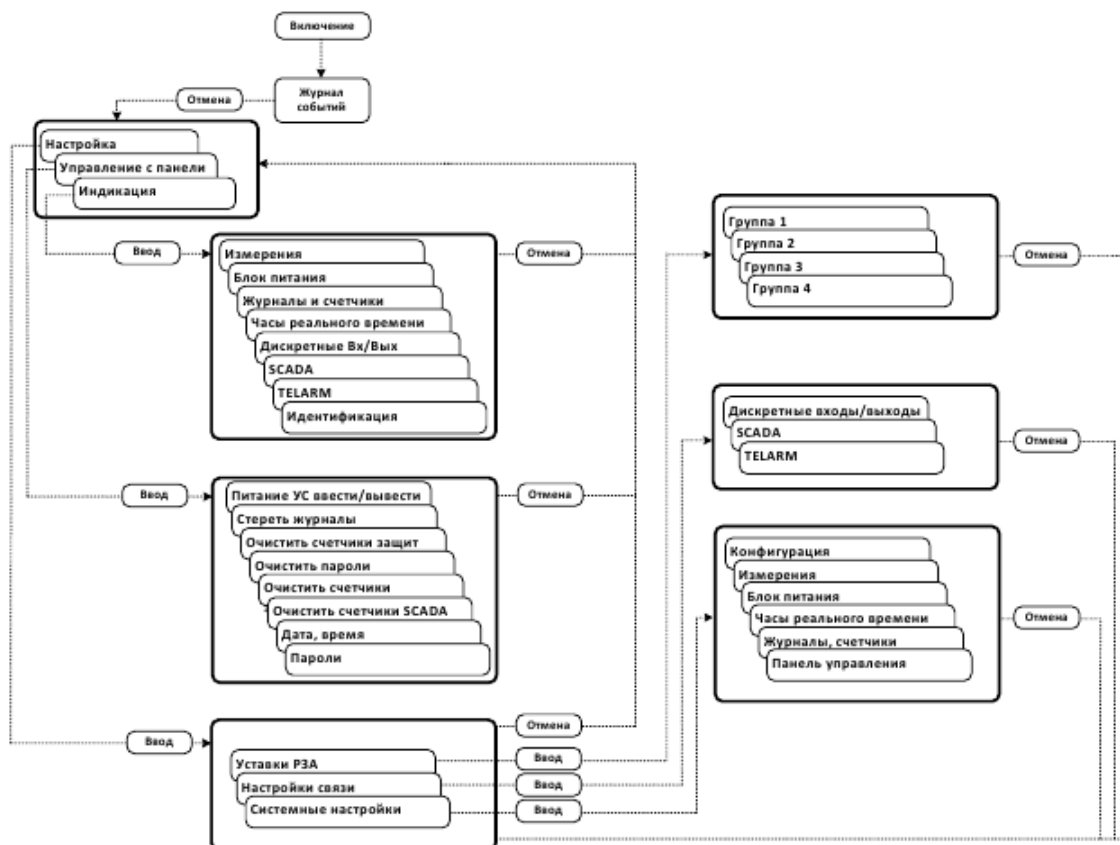 Включение
Журнал
событий
Отмена
Настройка
Управление с панели
Индикация
Ввод
Измерения
Блок питания
Журналы и счетчики
Часы реального времени
Дискретные Вх/Вых
SCADA
TELARM
Идентификация
Отмена
Ввод
Питание УС ввести/вывести
Стереть журналы
Очистить счетчики защит
Очистить пароли
Очистить счетчики
Очистить счетчики SCADA
Дата, время
Пароли
Отмена
Ввод
Уставки РЗА
Настройки связи
Системные настройки
Отмена
Ввод
Ввод
Ввод
Группа 1
Группа 2
Группа 3
Группа 4
Отмена
Дискретные входы/выходы
SCADA
TELARM
Отмена
Конфигурация
Измерения
Блок питания
Часы реального времени
Журналы, счетчики
Панель управления
Отмена